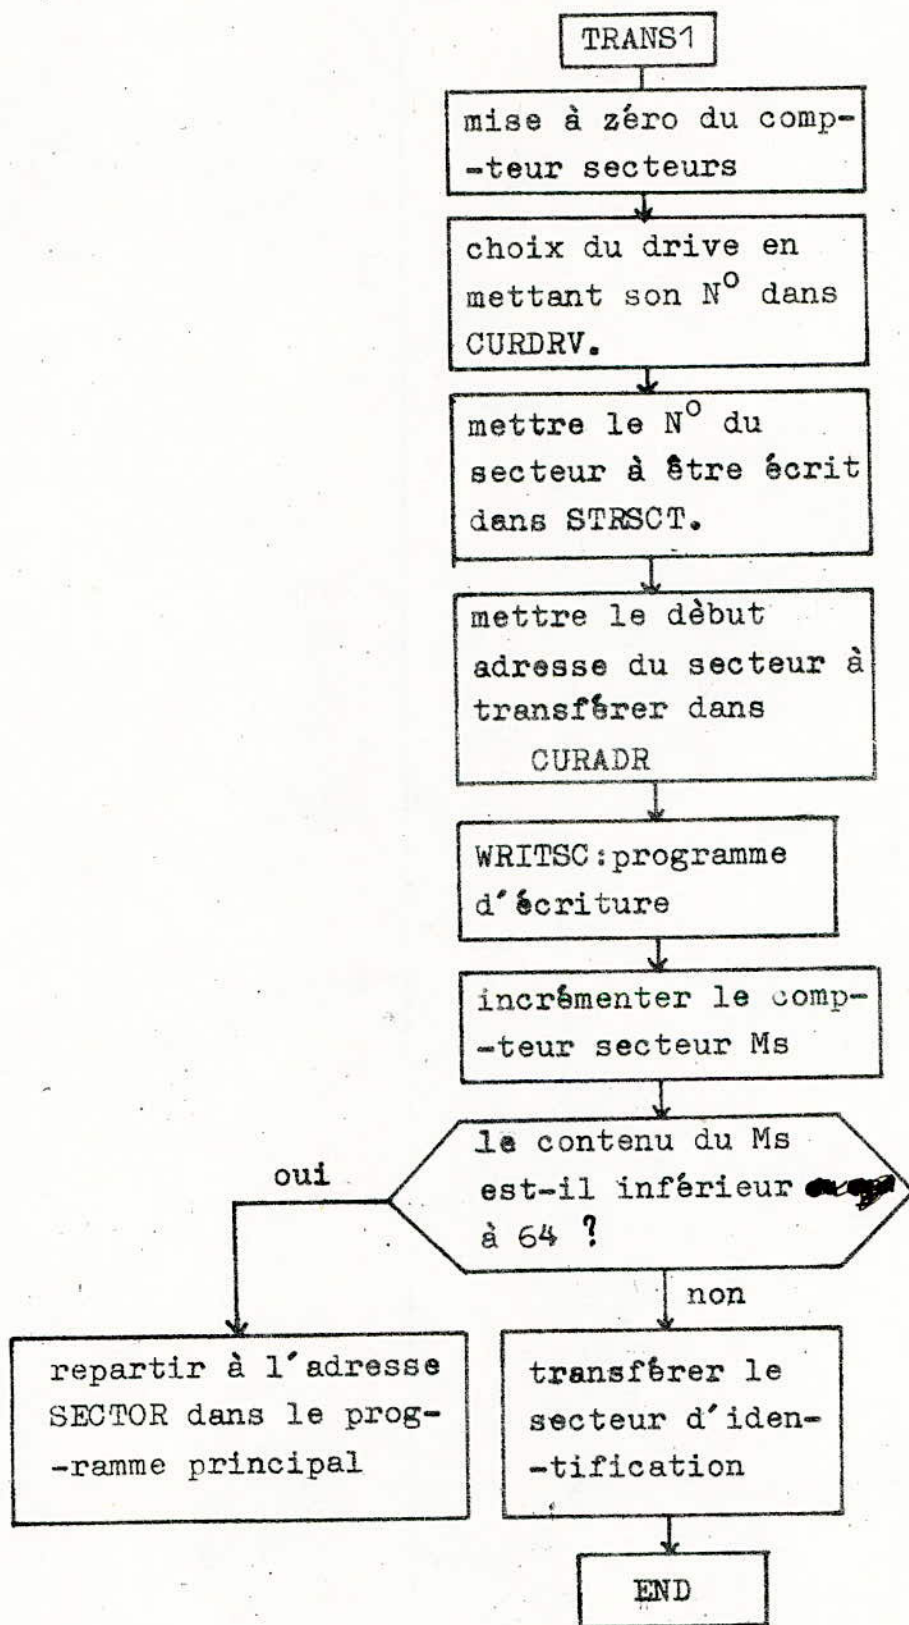 TRANS1
mise à zéro du comp-
-teur secteurs
choix du drive en
mettant son N° dans
CURDRV.
mettre le N° du
secteur à être écrit
dans STRSCT.
mettre le dèbut
adresse du secteur à
transférer dans
CURADR
WRITSC:programme
d'écriture
incrémenter le comp-
-teur secteur Ms
le contenu du Ms
est-il inférieur
à 64 ?
oui
non
repartir à l'adresse
SECTOR dans le prog-
-ramme principal
transférer le
secteur d'iden-
-tification
END